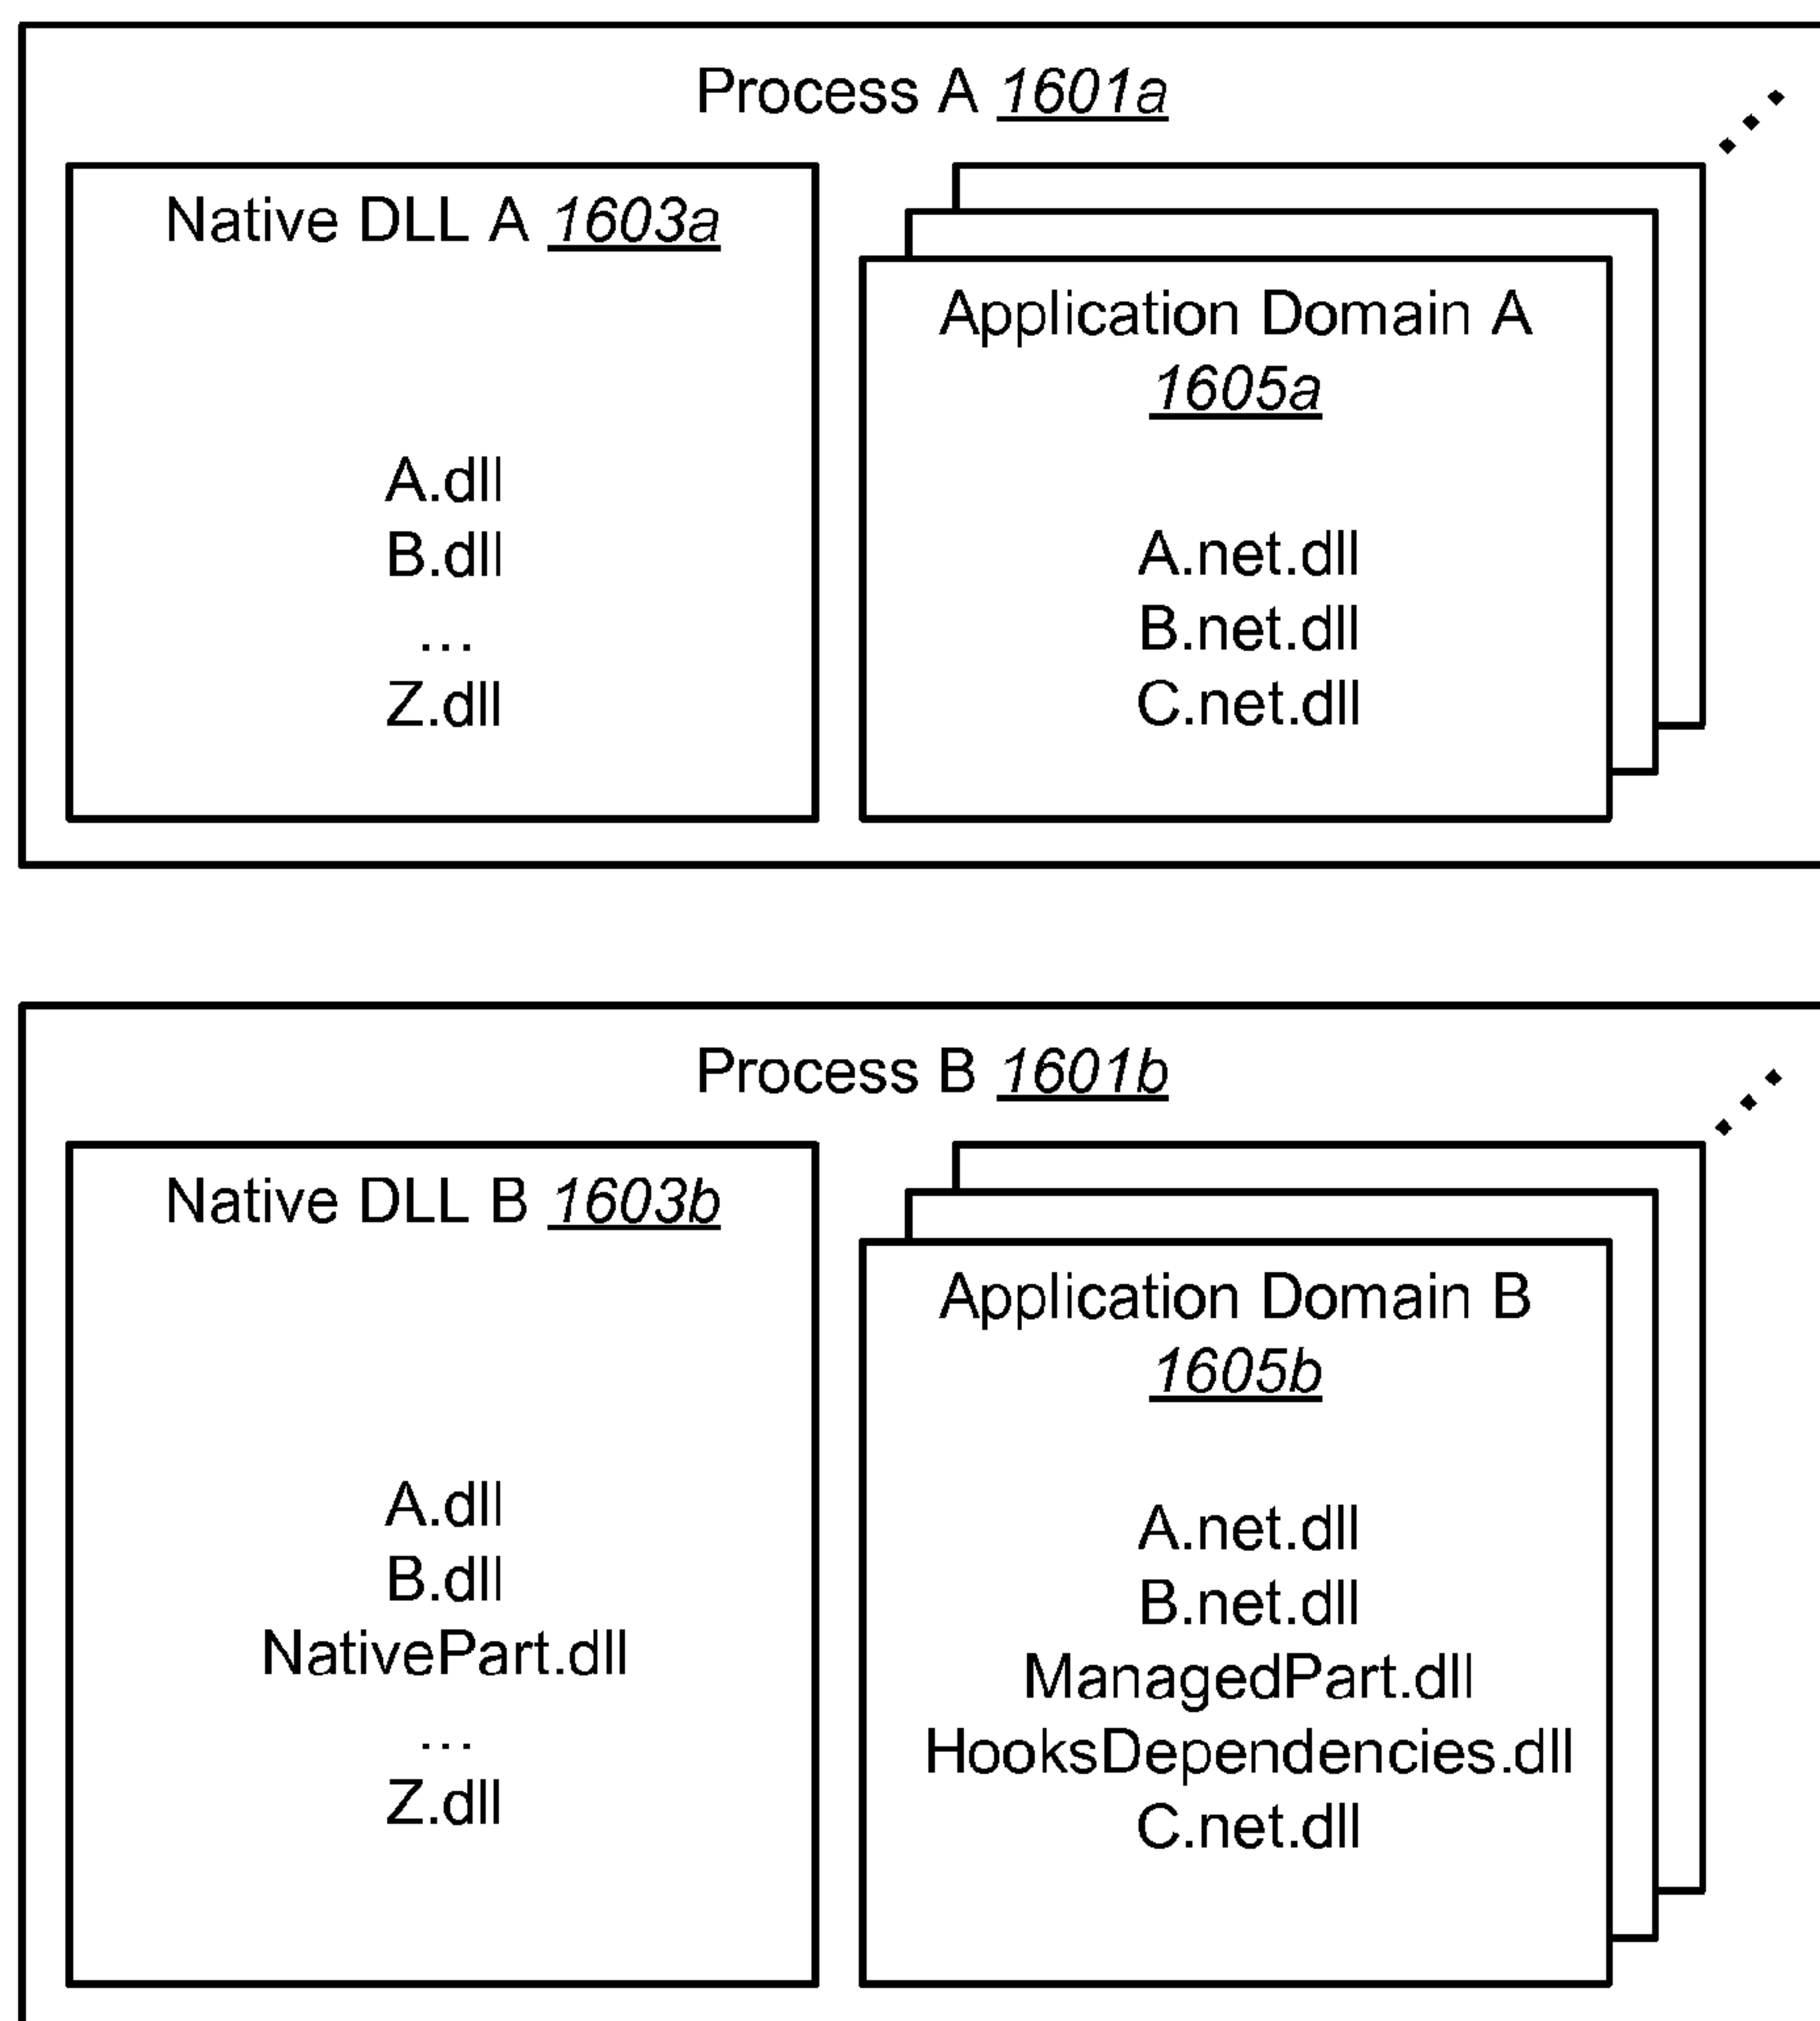 Process A 1601a
Native DLL A 1603a
A.dll
B.dll
...
Z.dll
Application Domain A
1605a
A.net.dll
B.net.dll
C.net.dll
Process B 1601b
Native DLL B 1603b
A.dll
B.dll
NativePart.dll
...
Z.dll
Application Domain B
1605b
A.net.dll
B.net.dll
ManagedPart.dll
HooksDependencies.dll
C.net.dll